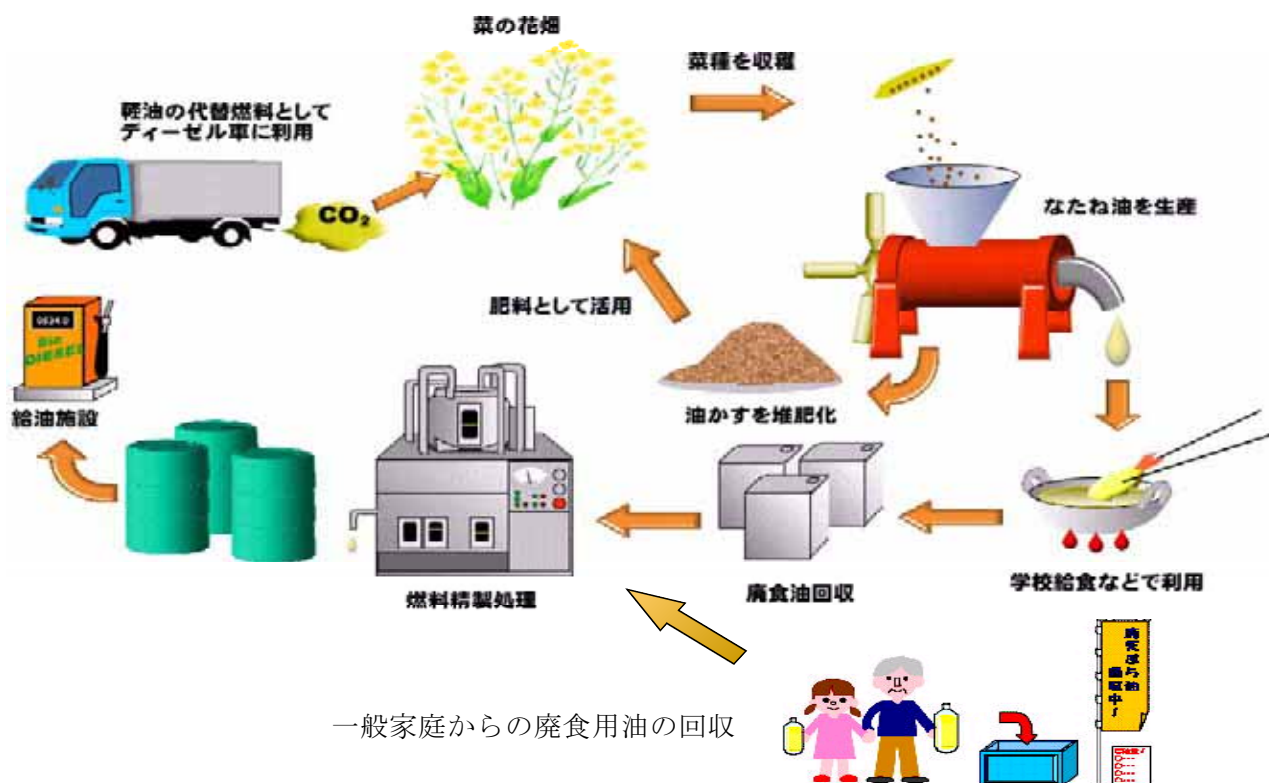 菜の花畑
菜種を収穫
軽油の代替燃料として
ディーゼル車に利用
CO₂
なたね油を生産
肥料として活用
油かすを堆肥化
給油施設
Bio
DIESEL
燃料精製処理
廃食油回収
学校給食などで利用
一般家庭からの廃食用油の回収